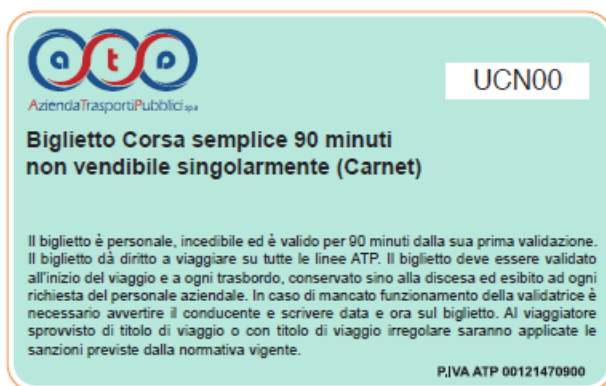 atp
AziendaTrasportiPubblici spa
UCN00
Biglietto Corsa semplice 90 minuti
non vendibile singolarmente (Carnet)
Il biglietto è personale, incedibile ed è valido per 90 minuti dalla sua prima validazione.
Il biglietto dà diritto a viaggiare su tutte le linee ATP. Il biglietto deve essere validato
all'inizio del viaggio e a ogni trasbordo, conservato sino alla discesa ed esibito ad ogni
richiesta del personale aziendale. In caso di mancato funzionamento della validatrice è
necessario avvertire il conducente e scrivere data e ora sul biglietto. Al viaggiatore
sprovvisto di titolo di viaggio o con titolo di viaggio irregolare saranno applicate le
sanzioni previste dalla normativa vigente.
P.IVA ATP 00121470900